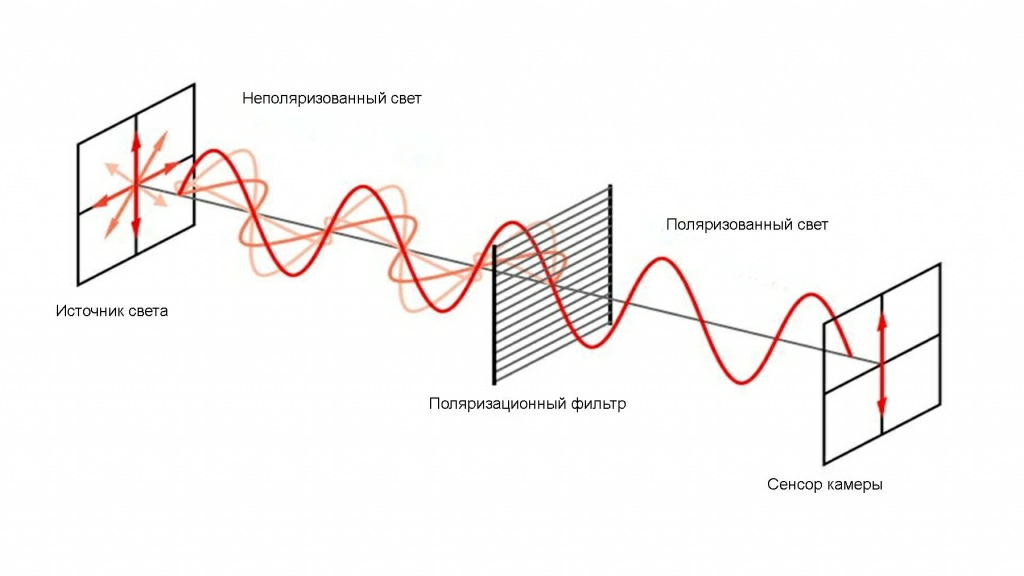 Неполяризованный свет
Поляризованный свет
Источник света
Поляризационный фильтр
Сенсор камеры